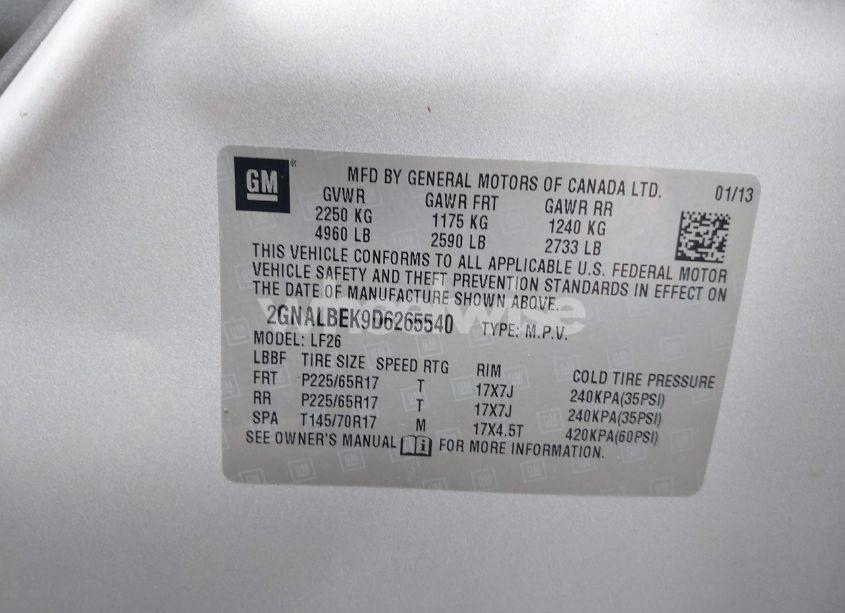 GM
MFD BY GENERAL MOTORS OF CANADA LTD. 01/13
GVWR GAWR FRT GAWR RR
2250 KG 1175 KG 1240 KG
4960 LB 2590 LB 2733 LB
THIS VEHICLE CONFORMS TO ALL APPLICABLE U.S. FEDERAL MOTOR
VEHICLE SAFETY AND THEFT PREVENTION STANDARDS IN EFFECT ON
THE DATE OF MANUFACTURE SHOWN ABOVE.
2GNALBEK9D6265540 TYPE: M.P.V.
MODEL: LF26
LBBF TIRE SIZE SPEED RTG RIM COLD TIRE PRESSURE
FRT P225/65R17 T 17X7J 240KPA(35PSI)
RR P225/65R17 T 17X7J 240KPA(35PSI)
SPA T145/70R17 M 17X4.5T 420KPA(60PSI)
SEE OWNER'S MANUAL FOR MORE INFORMATION.